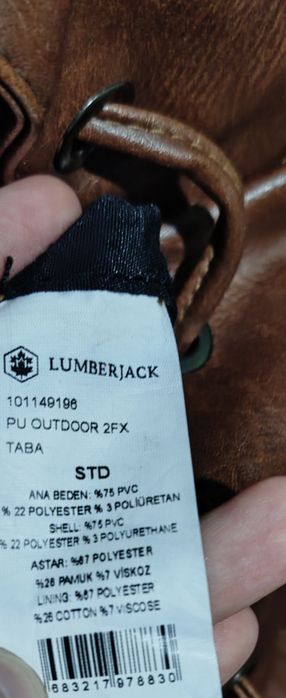 LUMBERJACK
101149196
PU OUTDOOR 2FX
TABA
STD
ANA BEDEN: %75 PVC
% 22 POLYESTER % 3 POLİÜRETAN
SHELL: %75 PVC
% 22 POLYESTER % 3 POLYURETHANE
ASTAR: %67 POLYESTER
%26 PAMUK %7 VİSKOZ
LINING: %67 POLYESTER
%26 COTTON %7 VISCOSE
683217 978830